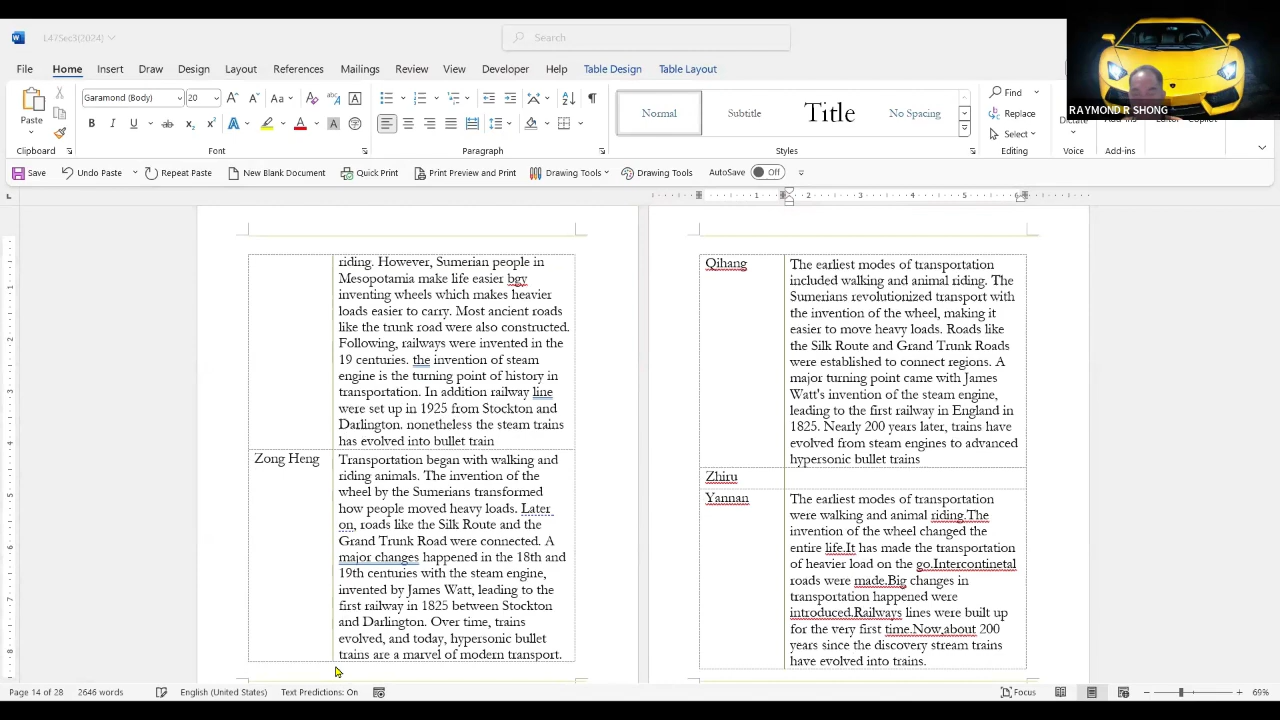 L47Sec3(2024)
Search
RAYMOND R SHONG
File Home Insert Draw Design Layout References Mailings Review View Developer Help Table Design Table Layout
Garamond (Body) 20
Paste
Normal
Subtitle
Title
No Spacing
Find
Replace
Select
Dictate
Clipboard Font Paragraph Styles Editing Voice Add-ins
Save Undo Paste Repeat Paste New Blank Document Quick Print Print Preview and Print Drawing Tools Drawing Tools AutoSave Off
riding. However, Sumerian people in
Mesopotamia make life easier bgy
inventing wheels which makes heavier
loads easier to carry. Most ancient roads
like the trunk road were also constructed.
Following, railways were invented in the
19 centuries. the invention of steam
engine is the turning point of history in
transportation. In addition railway line
were set up in 1925 from Stockton and
Darlington. nonetheless the steam trains
has evolved into bullet train
Zong Heng
Transportation began with walking and
riding animals. The invention of the
wheel by the Sumerians transformed
how people moved heavy loads. Later
on, roads like the Silk Route and the
Grand Trunk Road were connected. A
major changes happened in the 18th and
19th centuries with the steam engine,
invented by James Watt, leading to the
first railway in 1825 between Stockton
and Darlington. Over time, trains
evolved, and today, hypersonic bullet
trains are a marvel of modern transport.
Qihang
The earliest modes of transportation
included walking and animal riding. The
Sumerians revolutionized transport with
the invention of the wheel, making it
easier to move heavy loads. Roads like
the Silk Route and Grand Trunk Roads
were established to connect regions. A
major turning point came with James
Watt's invention of the steam engine,
leading to the first railway in England in
1825. Nearly 200 years later, trains have
evolved from steam engines to advanced
hypersonic bullet trains
Zhiru
Yannan
The earliest modes of transportation
were walking and animal riding.The
invention of the wheel changed the
entire life.It has made the transportation
of heavier load on the go.Intercontinetal
roads were made.Big changes in
transportation happened were
introduced.Railways lines were built up
for the very first time.Now,about 200
years since the discovery stream trains
have evolved into trains.
Page 14 of 28 2646 words English (United States) Text Predictions: On Focus 69%